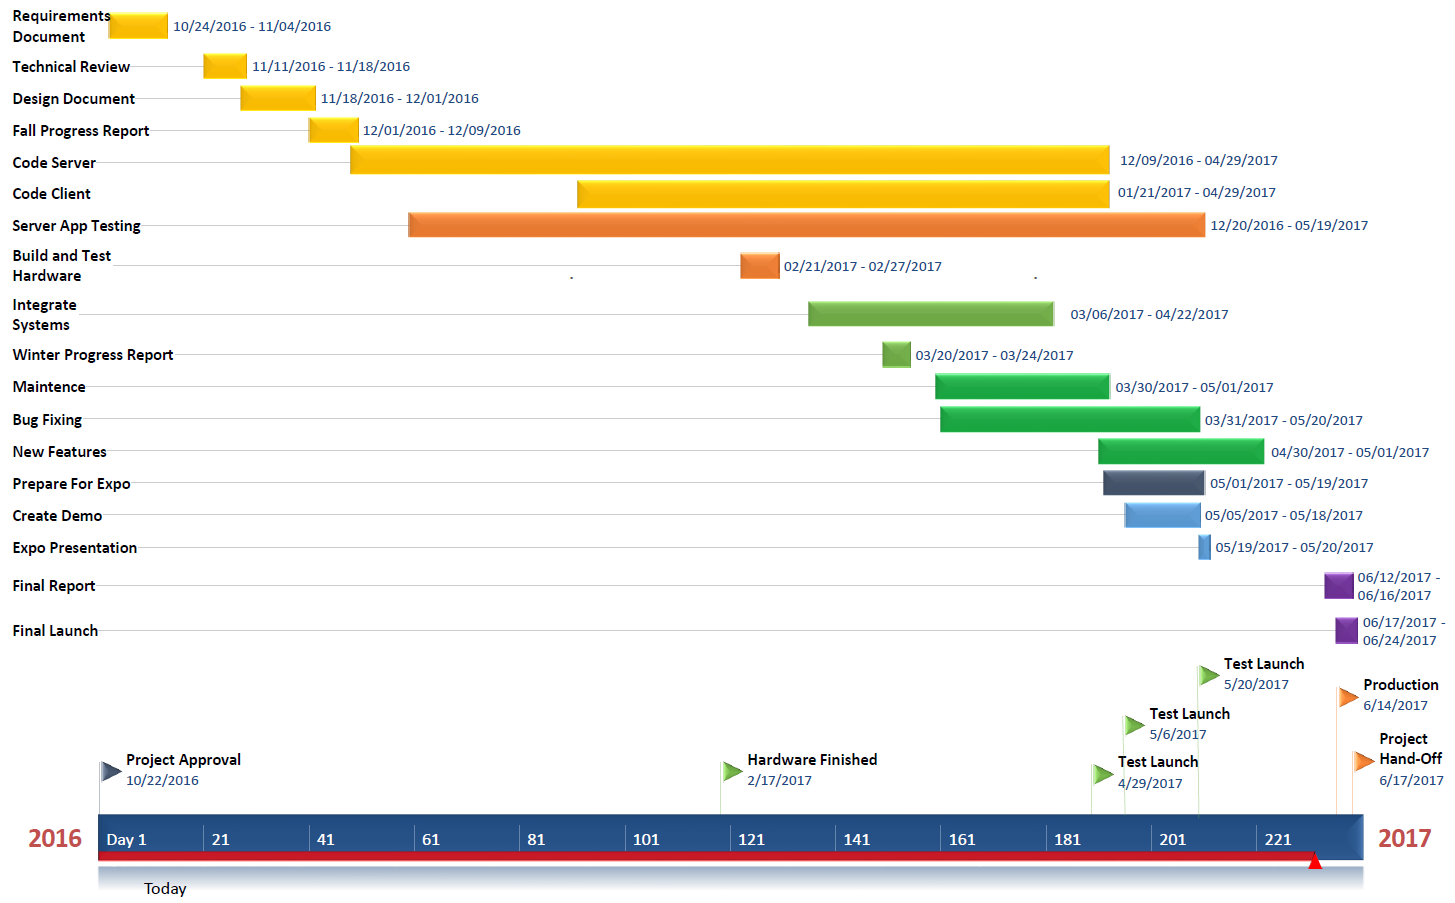 Requirements
Document
10/24/2016 - 11/04/2016
Technical Review
11/11/2016 - 11/18/2016
Design Document
11/18/2016 - 12/01/2016
Fall Progress Report
12/01/2016 - 12/09/2016
Code Server
12/09/2016 - 04/29/2017
Code Client
01/21/2017 - 04/29/2017
Server App Testing
12/20/2016 - 05/19/2017
Build and Test
Hardware
02/21/2017 - 02/27/2017
Integrate
Systems
03/06/2017 - 04/22/2017
Winter Progress Report
03/20/2017 - 03/24/2017
Maintence
03/30/2017 - 05/01/2017
Bug Fixing
03/31/2017 - 05/20/2017
New Features
04/30/2017 - 05/01/2017
Prepare For Expo
05/01/2017 - 05/19/2017
Create Demo
05/05/2017 - 05/18/2017
Expo Presentation
05/19/2017 - 05/20/2017
Final Report
06/12/2017 -
06/16/2017
Final Launch
06/17/2017 -
06/24/2017
Test Launch
5/20/2017
Production
6/14/2017
Test Launch
5/6/2017
Project
Hand-Off
6/17/2017
Project Approval
10/22/2016
Hardware Finished
2/17/2017
Test Launch
4/29/2017
2016 Day 1 21 41 61 81 101 121 141 161 181 201 221 2017
Today